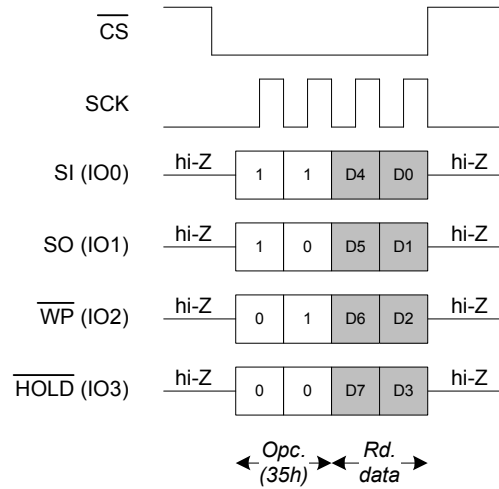 CS
SCK
hi-Z hi-Z
SI (IO0) 1 1 D4 D0
hi-Z hi-Z
SO (IO1) 1 0 D5 D1
hi-Z hi-Z
WP (IO2) 0 1 D6 D2
hi-Z hi-Z
HOLD (IO3) 0 0 D7 D3
Opc. Rd.
(35h) data